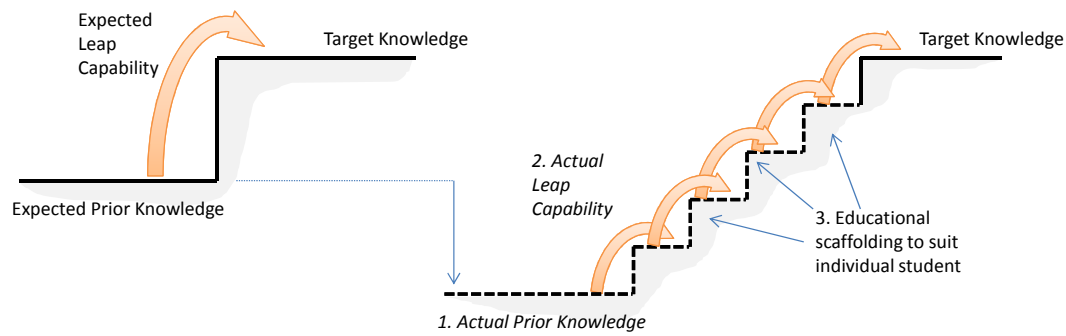 Expected
Leap
Capability
Target Knowledge
Expected Prior Knowledge
Target Knowledge
2. Actual
Leap
Capability
3. Educational
scaffolding to suit
individual student
1. Actual Prior Knowledge